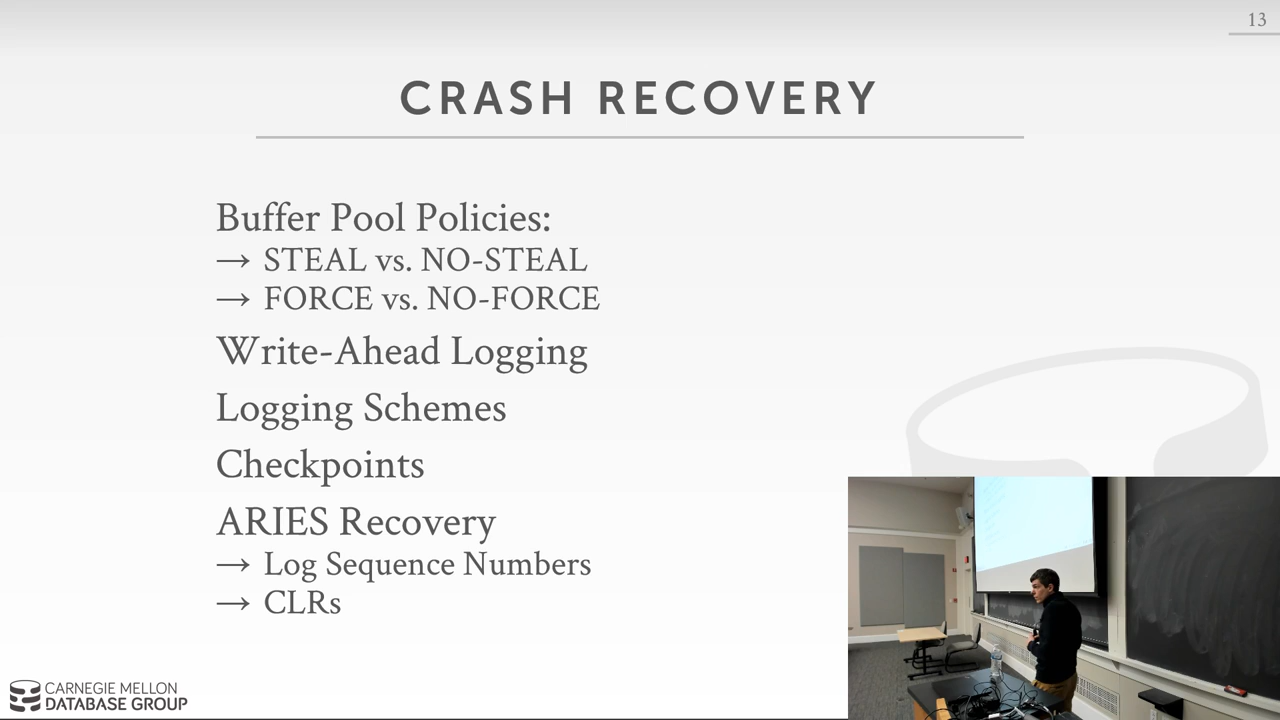 13
CRASH RECOVERY
Buffer Pool Policies:
→ STEAL vs. NO-STEAL
→ FORCE vs. NO-FORCE
Write-Ahead Logging
Logging Schemes
Checkpoints
ARIES Recovery
→ Log Sequence Numbers
→ CLRs
CARNEGIE MELLON
DATABASE GROUP